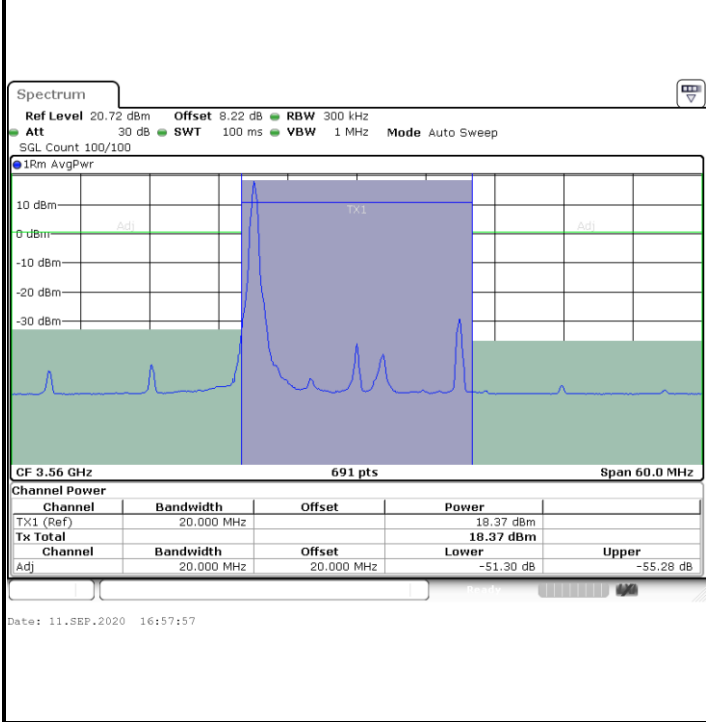 Spectrum
Ref Level 20.72 dBm Offset 8.22 dB RBW 300 kHz
Att 30 dB SWT 100 ms VBW 1 MHz Mode Auto Sweep
SGL Count 100/100
1Rm AvgPwr
10 dBm
TX1
Adj Adj
0 dBm
-10 dBm
-20 dBm
-30 dBm
CF 3.56 GHz 691 pts Span 60.0 MHz
Channel Power
Channel Bandwidth Offset Power
TX1 (Ref) 20.000 MHz 18.37 dBm
Tx Total 18.37 dBm
Channel Bandwidth Offset Lower Upper
Adj 20.000 MHz 20.000 MHz -51.30 dB -55.28 dB
Ready
Date: 11.SEP.2020 16:57:57